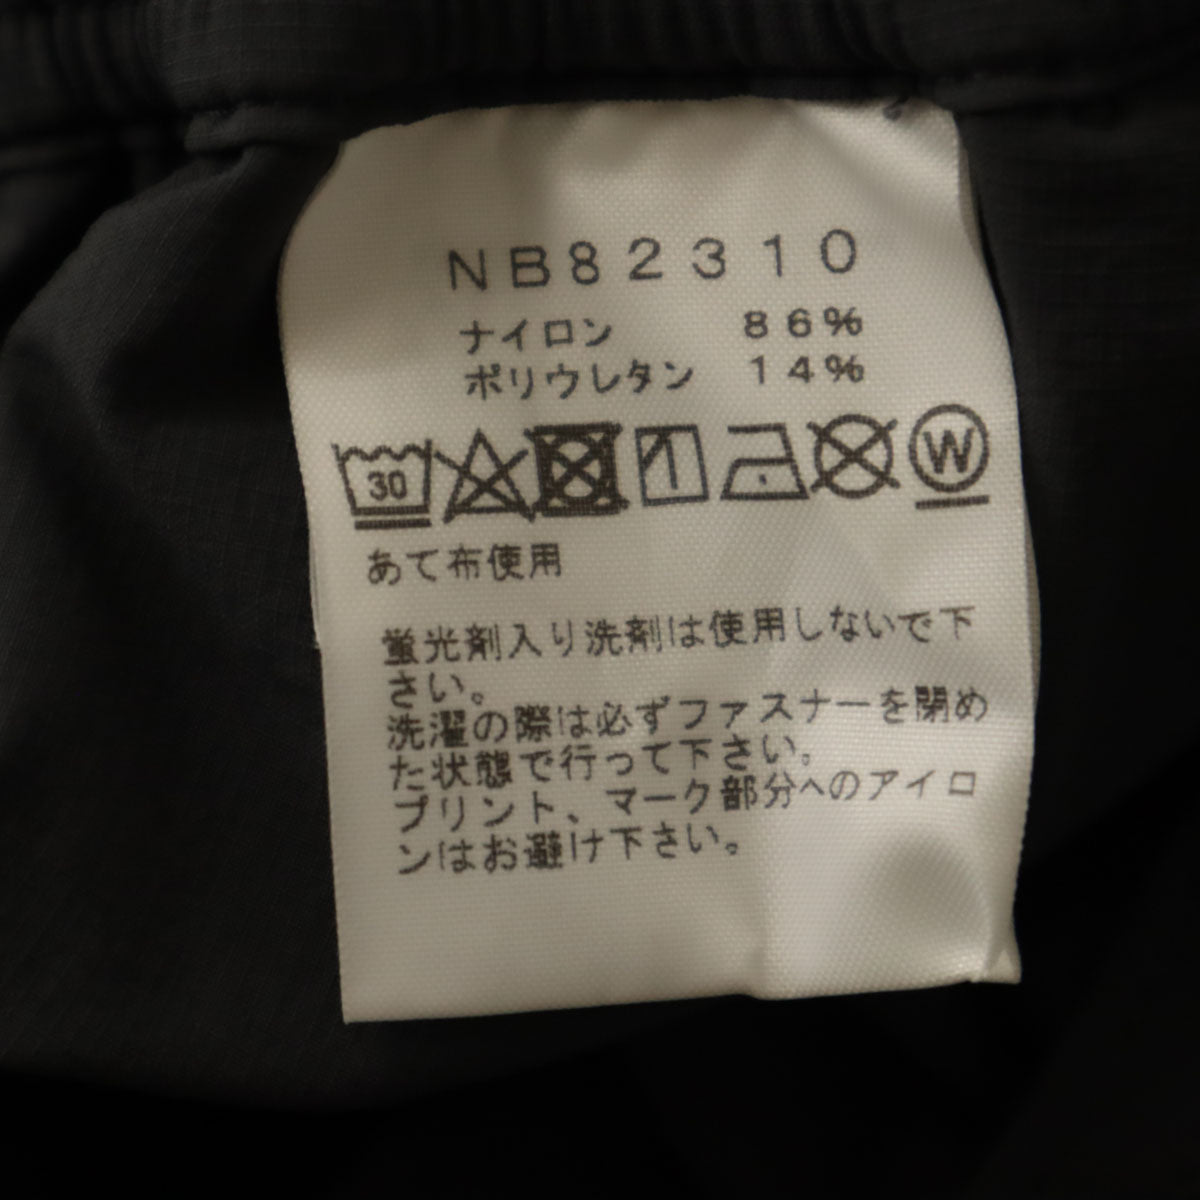 NB82310
ナイロン 86%
ポリウレタン 14%
30 W
あて布使用
蛍光剤入り洗剤は使用しないで下
さい。
洗濯の際は必ずファスナーを閉め
た状態で行って下さい。
プリント、マーク部分へのアイロ
ンはお避け下さい。